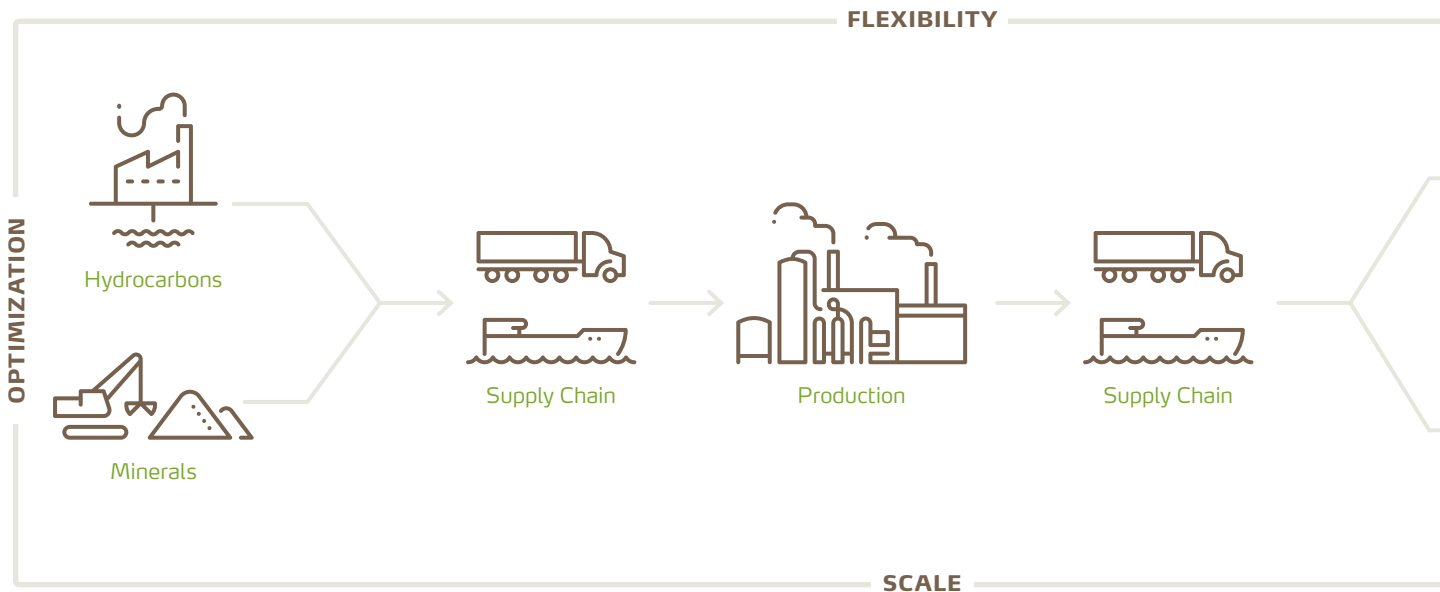 FLEXIBILITY
OPTIMIZATION
Hydrocarbons
Minerals
Supply Chain
Production
Supply Chain
SCALE